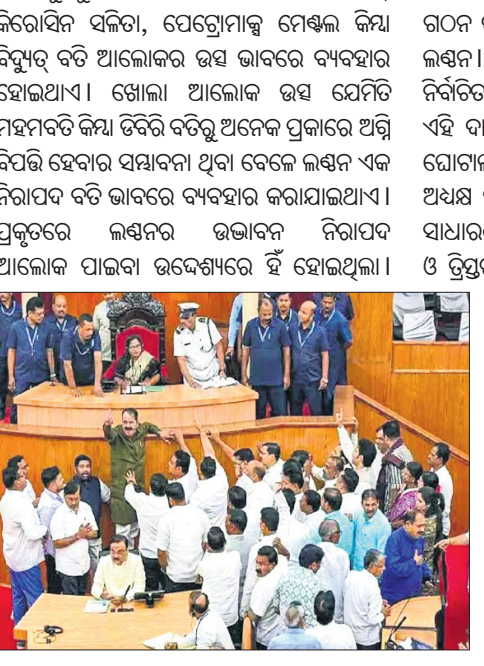 କିରୋସିନ ସଳିତା, ପେଟ୍ରୋମାକ୍ସ ମେଣ୍ଟଲ କିମ୍ବା
ବିଦ୍ୟୁତ୍ ବତି ଆଲୋକର ଉତ୍ସ ଭାବରେ ବ୍ୟବହାର
ହୋଇଥାଏ। ଖୋଲା ଆଲୋକ ଉତ୍ସ ଯେମିତି
ମହମବତି କିମ୍ବା ଡିବିରି ବତିରୁ ଅନେକ ପ୍ରକାରେ ଅଗ୍ନି
ବିପତ୍ତି ହେବାର ସମ୍ଭାବନା ଥିବା ବେଳେ ଲଣ୍ଠନ ଏକ
ନିରାପଦ ବତି ଭାବରେ ବ୍ୟବହାର କରାଯାଇଥାଏ।
ପ୍ରକୃତରେ ଲଣ୍ଠନର ଉଦ୍ଭାବନ ନିରାପଦ
ଆଲୋକ ପାଇବା ଉଦ୍ଦେଶ୍ୟରେ ହିଁ ହୋଇଥିଲା।
ଗଠନ
ଲଣ୍ଠନ।
ନିର୍ବାଚିତ
ଏହି
ଅଧ୍ୟକ୍ଷ
ଓ